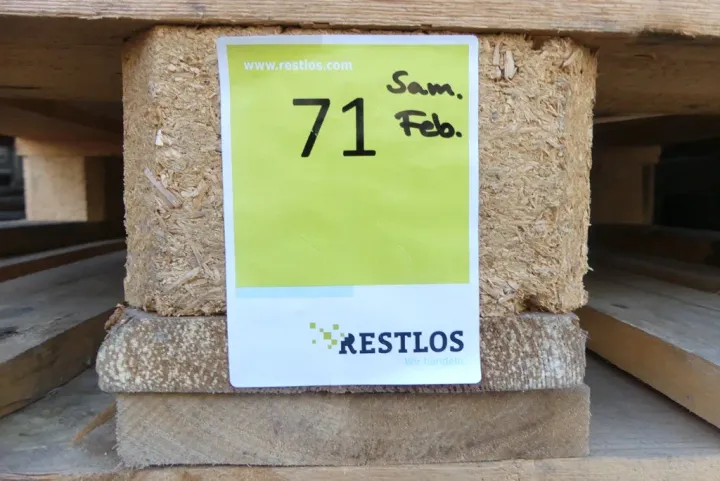 www.restlos.com
Sam.
71 Feb.
RESTLOS
Wir handeln